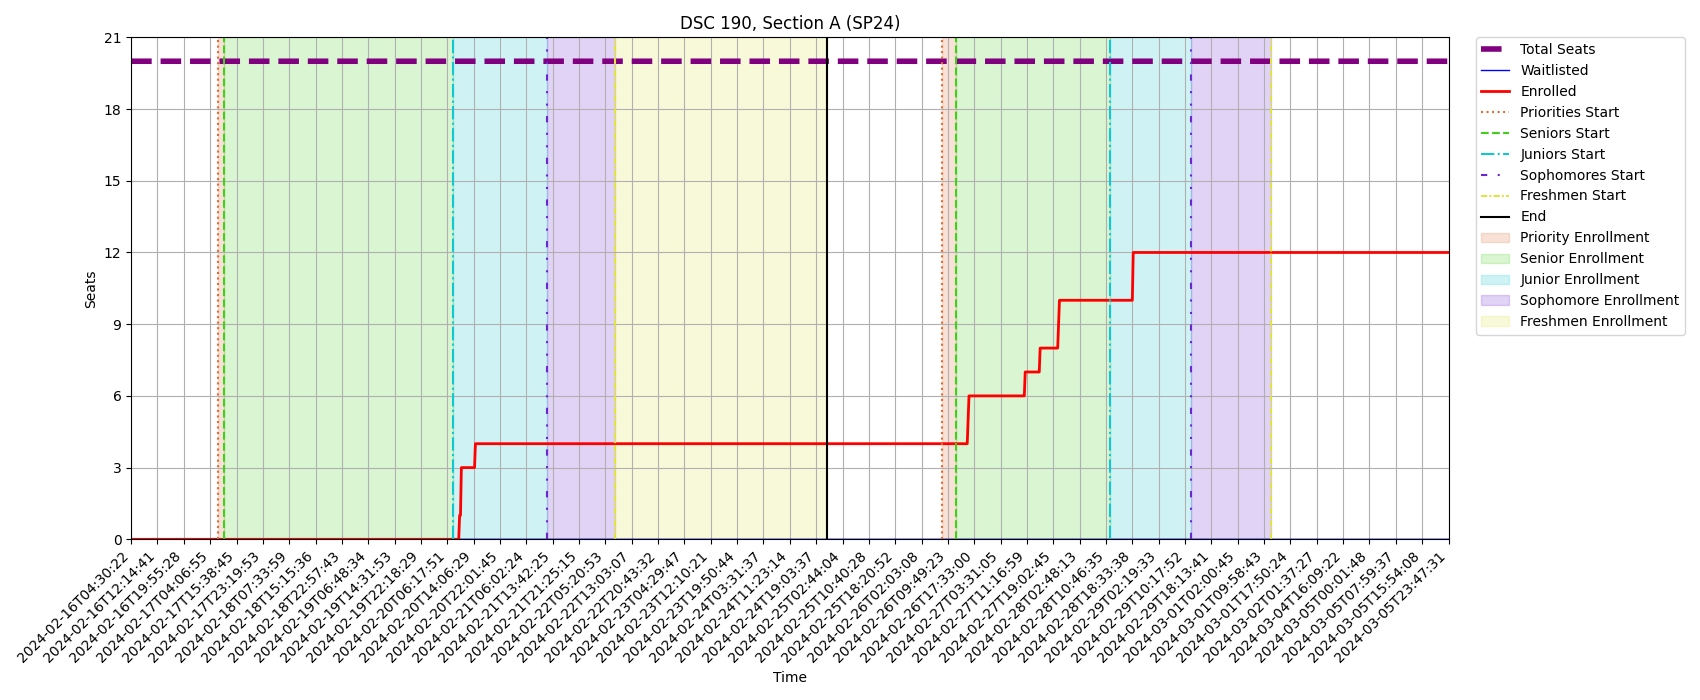 DSC 190, Section A (SP24)
Seats
21
18
15
12
9
6
3
0
2024-02-16T04:30:22
2024-02-16T12:14:41
2024-02-16T19:55:28
2024-02-17T04:06:55
2024-02-17T15:38:45
2024-02-17T23:19:53
2024-02-18T07:33:59
2024-02-18T15:15:36
2024-02-18T22:57:43
2024-02-19T06:48:34
2024-02-19T14:31:53
2024-02-19T22:18:29
2024-02-20T06:17:51
2024-02-20T14:06:29
2024-02-20T22:01:45
2024-02-21T06:02:24
2024-02-21T13:42:25
2024-02-21T21:25:15
2024-02-22T05:20:53
2024-02-22T13:03:07
2024-02-22T20:43:32
2024-02-23T04:29:47
2024-02-23T12:10:21
2024-02-23T19:50:44
2024-02-24T03:31:37
2024-02-24T11:23:14
2024-02-24T19:03:37
2024-02-25T02:44:04
2024-02-25T10:40:28
2024-02-25T18:20:52
2024-02-26T02:03:08
2024-02-26T09:49:23
2024-02-26T17:33:00
2024-02-27T03:31:05
2024-02-27T11:16:59
2024-02-27T19:02:45
2024-02-28T02:48:13
2024-02-28T10:46:35
2024-02-28T18:33:38
2024-02-29T02:19:33
2024-02-29T10:17:52
2024-02-29T18:13:41
2024-03-01T02:00:45
2024-03-01T09:58:43
2024-03-01T17:50:24
2024-03-02T01:37:27
2024-03-04T16:09:22
2024-03-05T00:01:48
2024-03-05T07:59:37
2024-03-05T15:54:08
2024-03-05T23:47:31
Time
Total Seats
Waitlisted
Enrolled
Priorities Start
Seniors Start
Juniors Start
Sophomores Start
Freshmen Start
End
Priority Enrollment
Senior Enrollment
Junior Enrollment
Sophomore Enrollment
Freshmen Enrollment